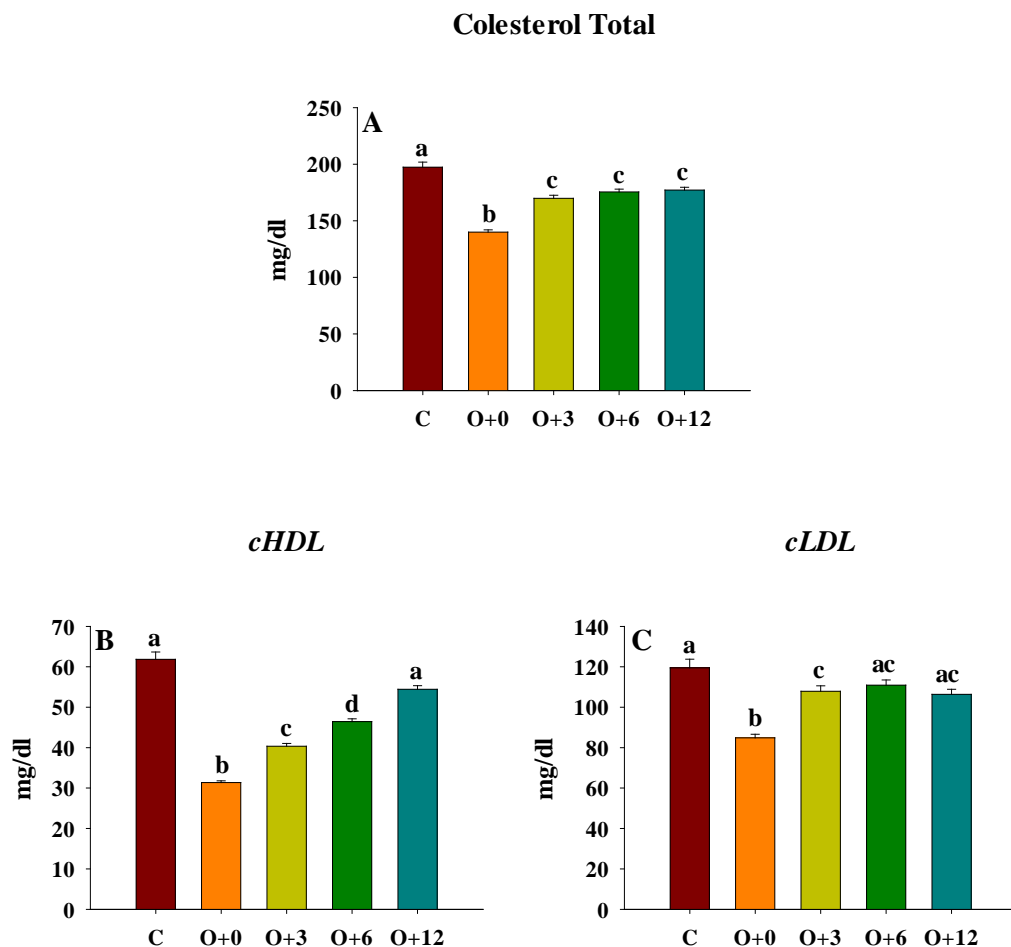 Colesterol Total
250
A
a
200
c
c
c
150
b
mg/dl
100
50
0
C O+0 O+3 O+6 O+12
cHDL
70
B
a
60
a
50
d
c
40
b
mg/dl
30
20
10
0
C O+0 O+3 O+6 O+12
cLDL
140
C
a
120
c
ac
ac
100
b
80
mg/dl
60
40
20
0
C O+0 O+3 O+6 O+12